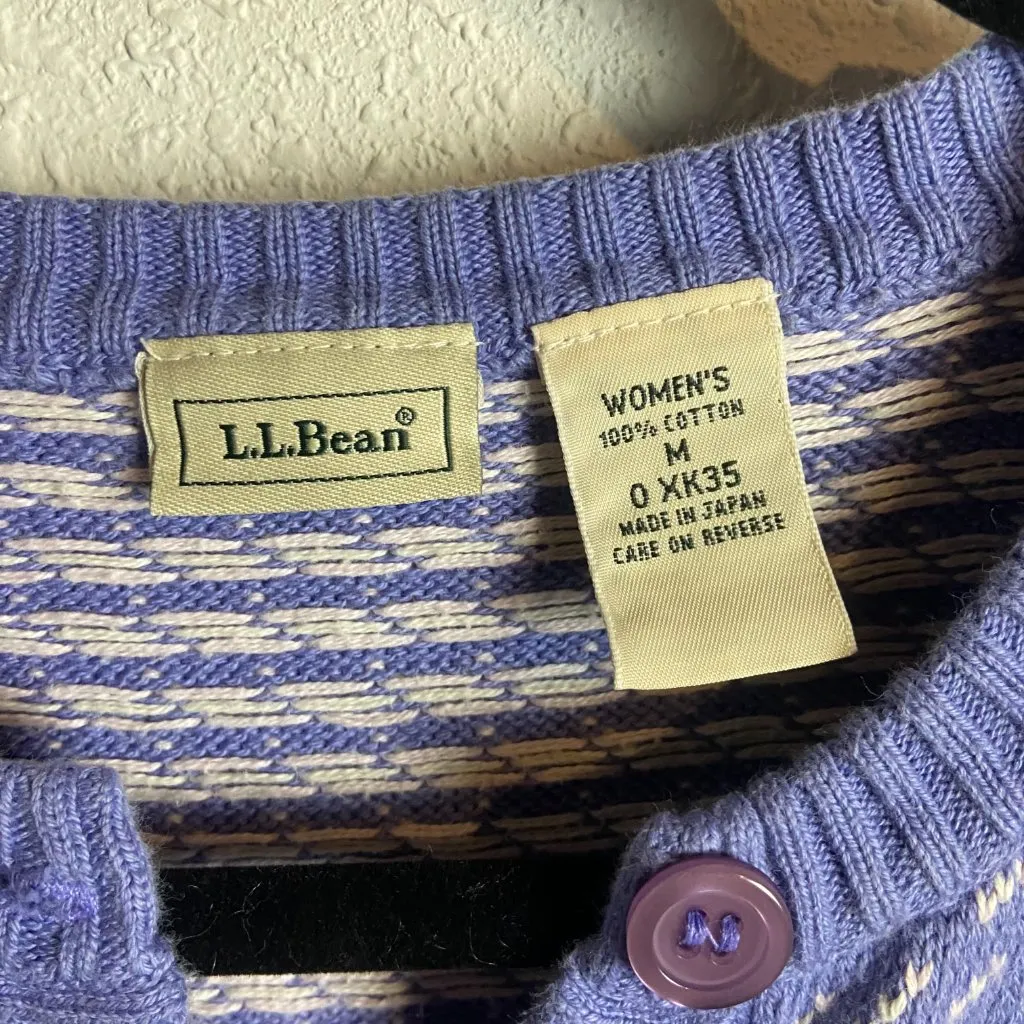 L.L.Bean®
WOMEN'S
100% COTTON
M
0 XK35
MADE IN JAPAN
CARE ON REVERSE